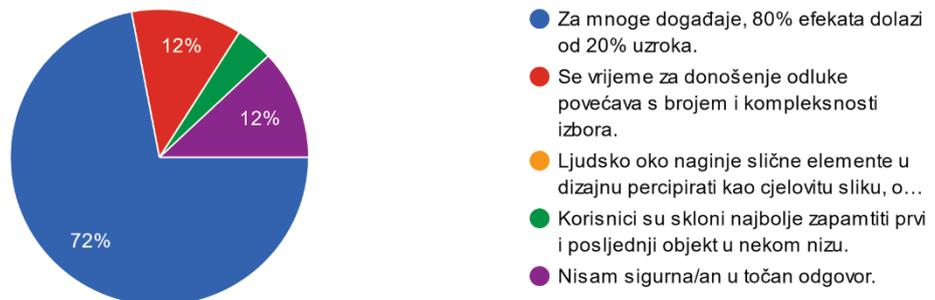 12%
12%
72%
Za mnoge događaje, 80% efekata dolazi
od 20% uzroka.
Se vrijeme za donošenje odluke
povećava s brojem i kompleksnosti
izbora.
Ljudsko oko naginje slične elemente u
dizajnu percipirati kao cjelovitu sliku, o…
Korisnici su skloni najbolje zapamtiti prvi
i posljednji objekt u nekom nizu.
Nisam sigurna/an u točan odgovor.